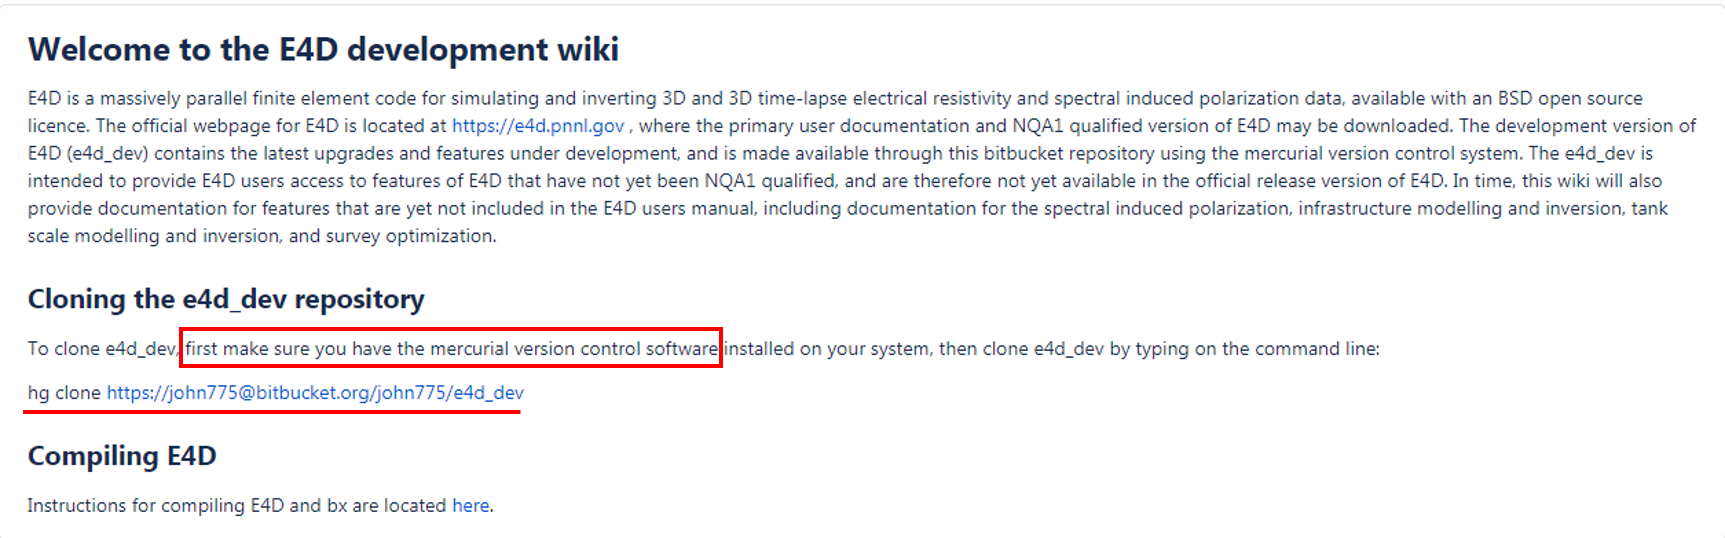 Welcome to the E4D development wiki
E4D is a massively parallel finite element code for simulating and inverting 3D and 3D time-lapse electrical resistivity and spectral induced polarization data, available with an BSD open source
licence. The official webpage for E4D is located at https://e4d.pnnl.gov , where the primary user documentation and NQA1 qualified version of E4D may be downloaded. The development version of
E4D (e4d_dev) contains the latest upgrades and features under development, and is made available through this bitbucket repository using the mercurial version control system. The e4d_dev is
intended to provide E4D users access to features of E4D that have not yet been NQA1 qualified, and are therefore not yet available in the official release version of E4D. In time, this wiki will also
provide documentation for features that are yet not included in the E4D users manual, including documentation for the spectral induced polarization, infrastructure modelling and inversion, tank
scale modelling and inversion, and survey optimization.
Cloning the e4d_dev repository
To clone e4d_dev, first make sure you have the mercurial version control software installed on your system, then clone e4d_dev by typing on the command line:
hg clone https://john775@bitbucket.org/john775/e4d_dev
Compiling E4D
Instructions for compiling E4D and bx are located here.